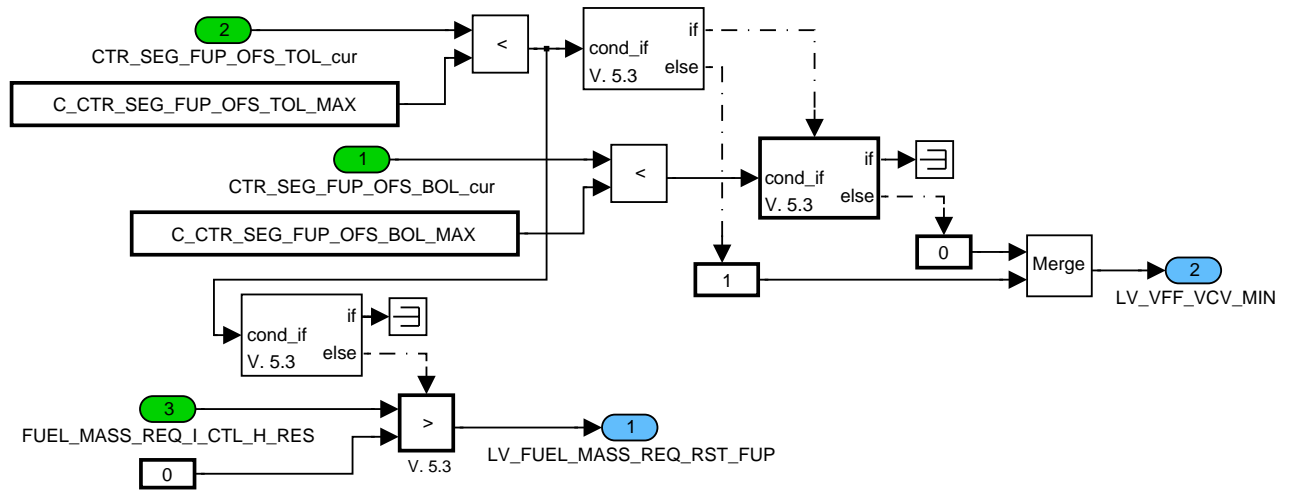 2
CTR_SEG_FUP_OFS_TOL_cur
C_CTR_SEG_FUP_OFS_TOL_MAX
<
cond_if
V. 5.3
if
else
1
CTR_SEG_FUP_OFS_BOL_cur
C_CTR_SEG_FUP_OFS_BOL_MAX
<
cond_if
V. 5.3
if
else
0
1
Merge
2
LV_VFF_VCV_MIN
cond_if
V. 5.3
if
else
3
FUEL_MASS_REQ_I_CTL_H_RES
0
>
V. 5.3
1
LV_FUEL_MASS_REQ_RST_FUP